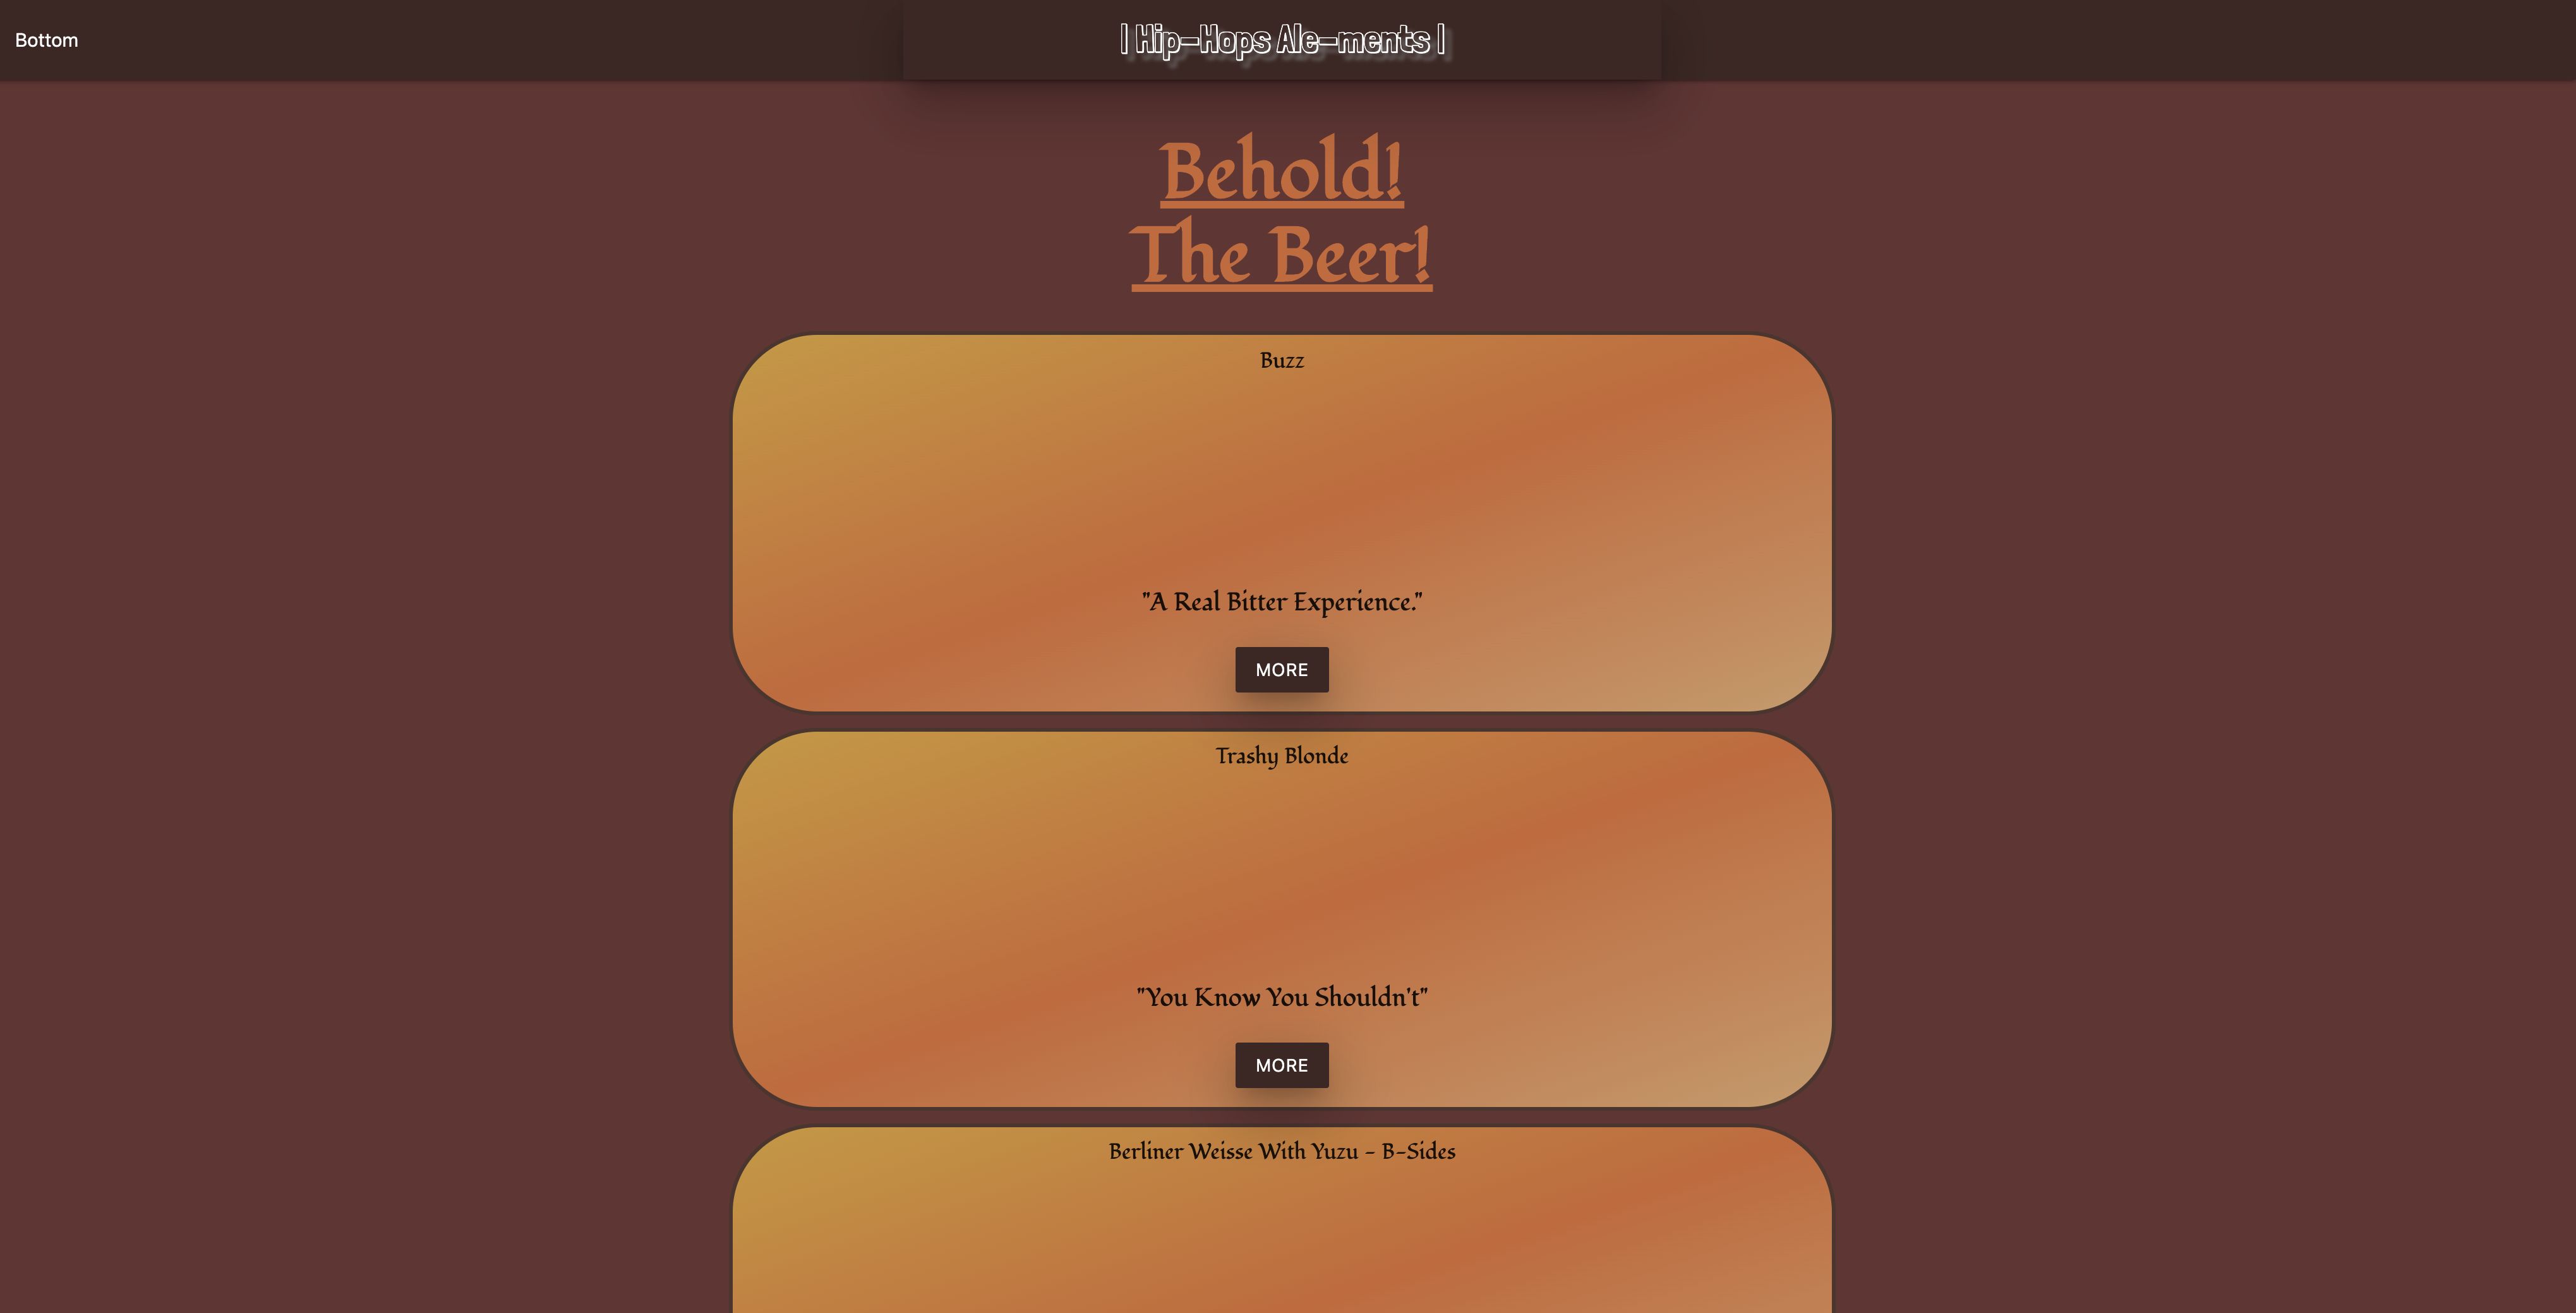 Bottom
| Hip-Hops Ale-ments |
Behold!
The Beer!
Buzz
"A Real Bitter Experience."
MORE
Trashy Blonde
"You Know You Shouldn't"
MORE
Berliner Weisse With Yuzu - B-Sides